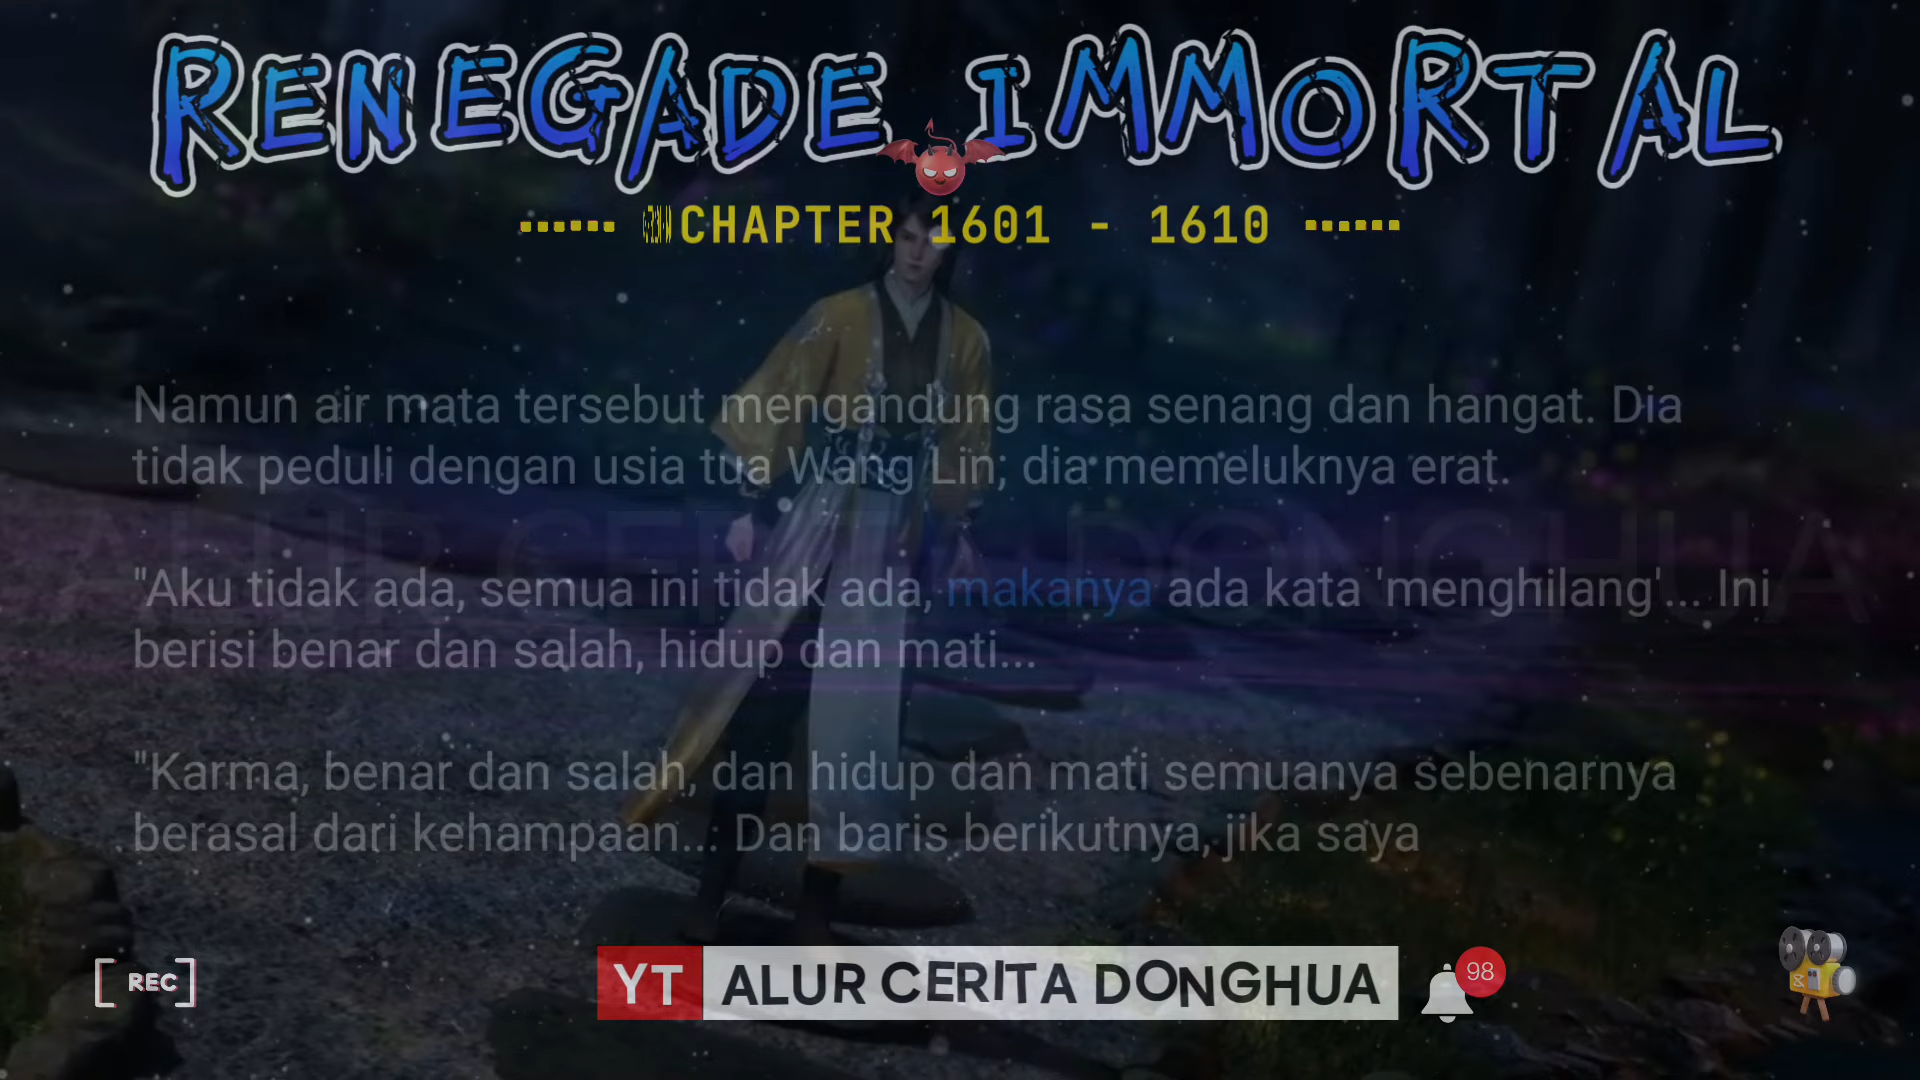 RENEGADE IMMORTAL
CHAPTER 1601 - 1610
Namun air mata tersebut mengandung rasa senang dan hangat. Dia
tidak peduli dengan usia tua Wang Lin; dia memeluknya erat.
ALUR CERITA DONGHUA
"Aku tidak ada, semua ini tidak ada, makanya ada kata 'menghilang'... Ini
berisi benar dan salah, hidup dan mati...
"Karma, benar dan salah, dan hidup dan mati semuanya sebenarnya
berasal dari kehampaan... Dan baris berikutnya, jika saya
REC
YT ALUR CERITA DONGHUA
98